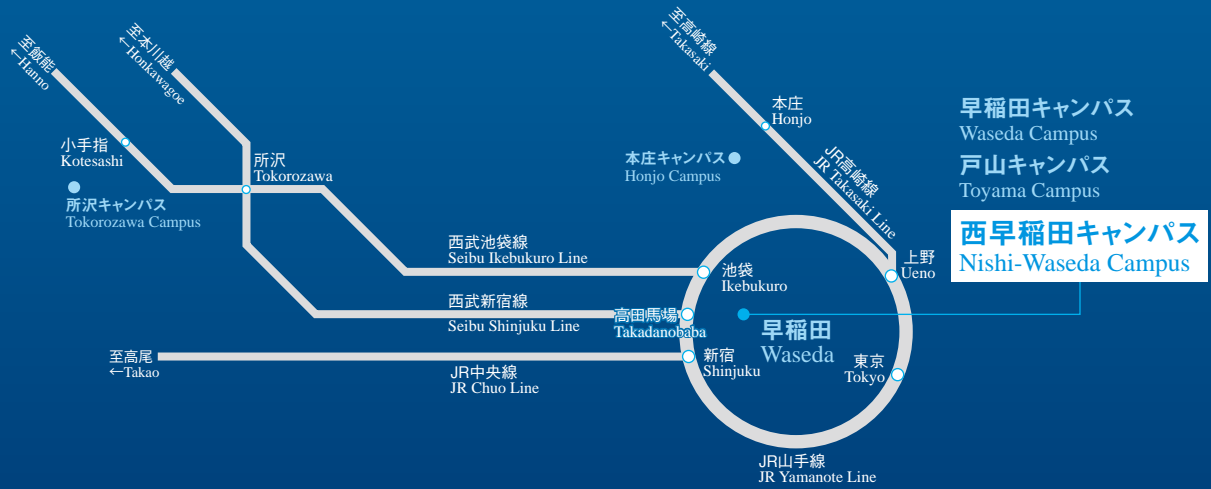 至飯能
←Hanno
至本川越
←Honkawagoe
至高崎線
←Takasaki
小手指
Kotesashi
所沢
Tokorozawa
所沢キャンパス
Tokorozawa Campus
本庄
Honjo
本庄キャンパス
Honjo Campus
JR高崎線
JR Takasaki Line
早稲田キャンパス
Waseda Campus
戸山キャンパス
Toyama Campus
西早稲田キャンパス
Nishi-Waseda Campus
西武池袋線
Seibu Ikebukuro Line
池袋
Ikebukuro
上野
Ueno
西武新宿線
Seibu Shinjuku Line
高田馬場
Takadanobaba
早稲田
Waseda
至高尾
←Takao
JR中央線
JR Chuo Line
新宿
Shinjuku
東京
Tokyo
JR山手線
JR Yamanote Line